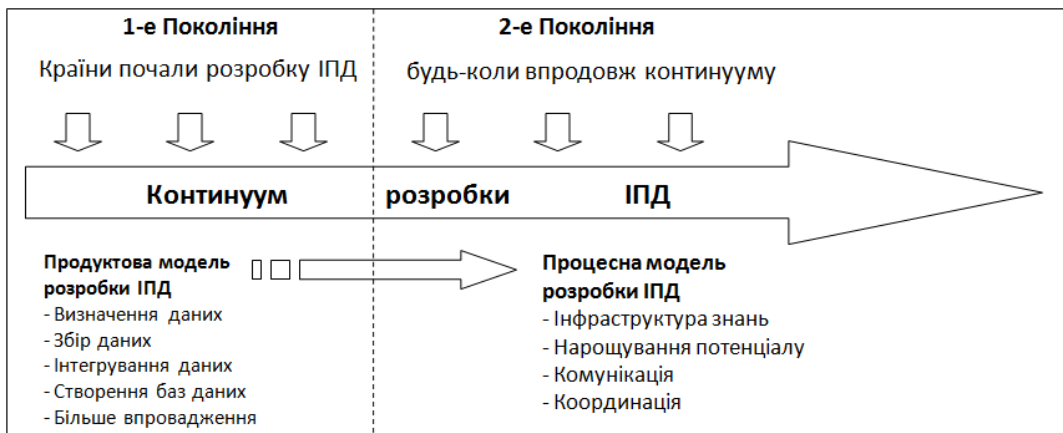 1-е Покоління
2-е Покоління
Країни почали розробку ІПД
будь-коли впродовж континууму
Континуум розробки ІПД
Продуктова модель
розробки ІПД
- Визначення даних
- Збір даних
- Інтегрування даних
- Створення баз даних
- Більше впровадження
Процесна модель
розробки ІПД
- Інфраструктура знань
- Нарощування потенціалу
- Комунікація
- Координація